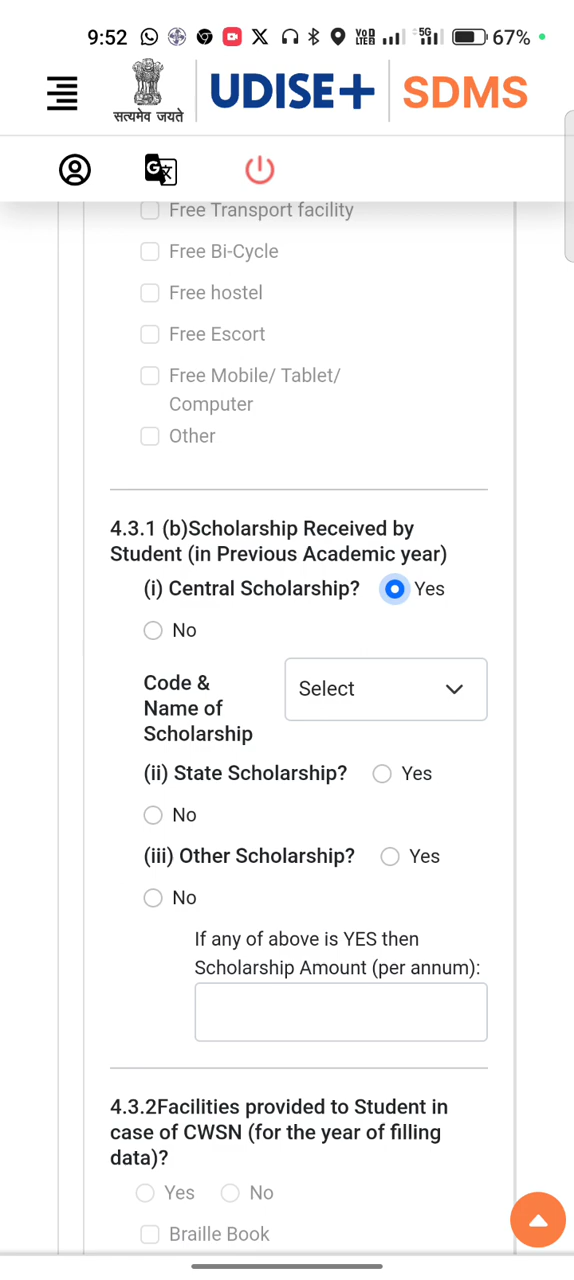 9:52 VoD LTE 5G 67%
सत्यमेव जयते
UDISE+ SDMS
Free Transport facility
Free Bi-Cycle
Free hostel
Free Escort
Free Mobile/ Tablet/
Computer
Other
4.3.1 (b)Scholarship Received by
Student (in Previous Academic year)
(i) Central Scholarship? Yes
No
Code &
Name of
Scholarship
Select
(ii) State Scholarship? Yes
No
(iii) Other Scholarship? Yes
No
If any of above is YES then
Scholarship Amount (per annum):
4.3.2Facilities provided to Student in
case of CWSN (for the year of filling
data)?
Yes No
Braille Book